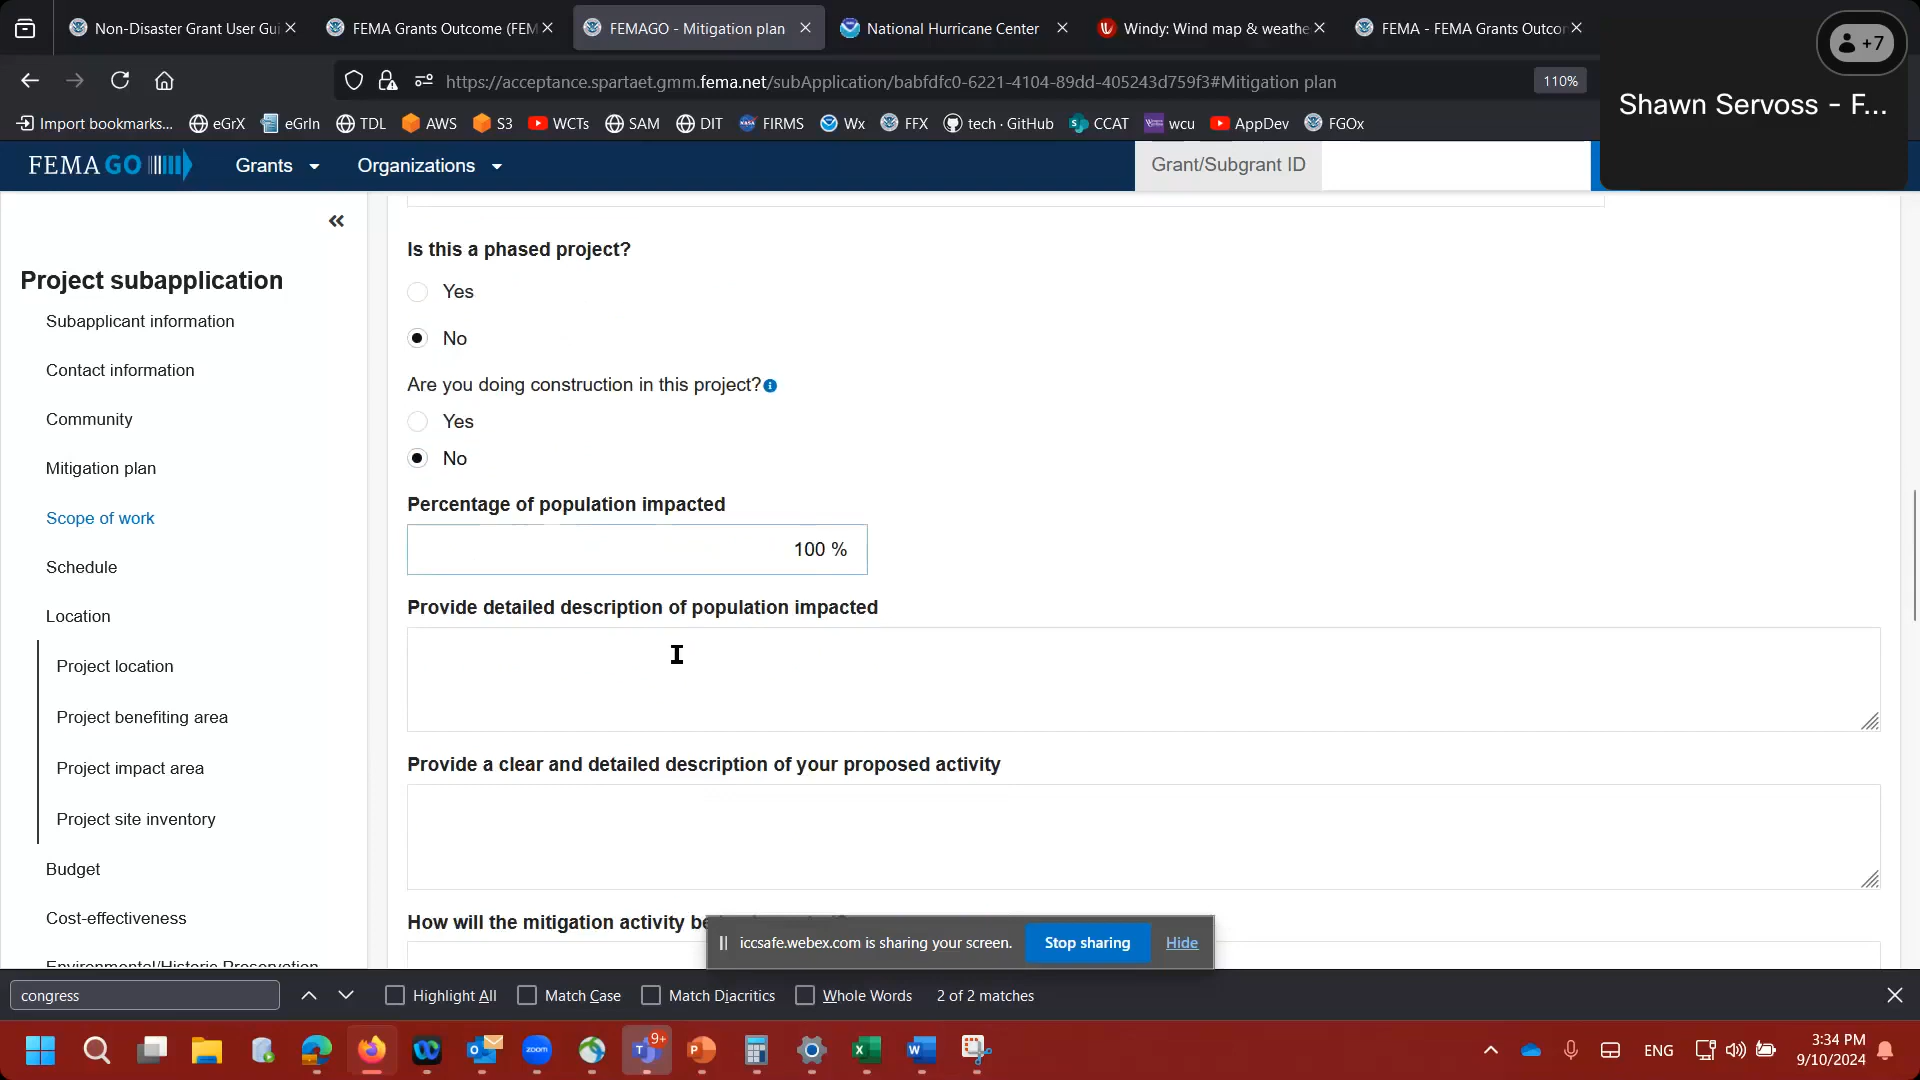 Non-Disaster Grant User Gui
FEMA Grants Outcome (FEM
FEMAGO - Mitigation plan
National Hurricane Center
Windy: Wind map & weathe
FEMA - FEMA Grants Outcor
+7
https://acceptance.spartaet.gmm.fema.net/subApplication/babfdfc0-6221-4104-89dd-405243d759f3#Mitigation plan
110%
Shawn Servoss - F...
Import bookmarks...
eGrX
eGrIn
TDL
AWS
S3
WCTs
SAM
DIT
FIRMS
Wx
FFX
tech · GitHub
CCAT
wcu
AppDev
FGOx
FEMA GO
Grants
Organizations
Grant/Subgrant ID
Project subapplication
Subapplicant information
Contact information
Community
Mitigation plan
Scope of work
Schedule
Location
Project location
Project benefiting area
Project impact area
Project site inventory
Budget
Cost-effectiveness
Environmental/Historic Preservation
Is this a phased project?
Yes
No
Are you doing construction in this project?
Yes
No
Percentage of population impacted
100 %
Provide detailed description of population impacted
Provide a clear and detailed description of your proposed activity
How will the mitigation activity be
iccsafe.webex.com is sharing your screen.
Stop sharing
Hide
congress
Highlight All
Match Case
Match Diacritics
Whole Words
2 of 2 matches
zoom
9+
ENG
3:34 PM
9/10/2024